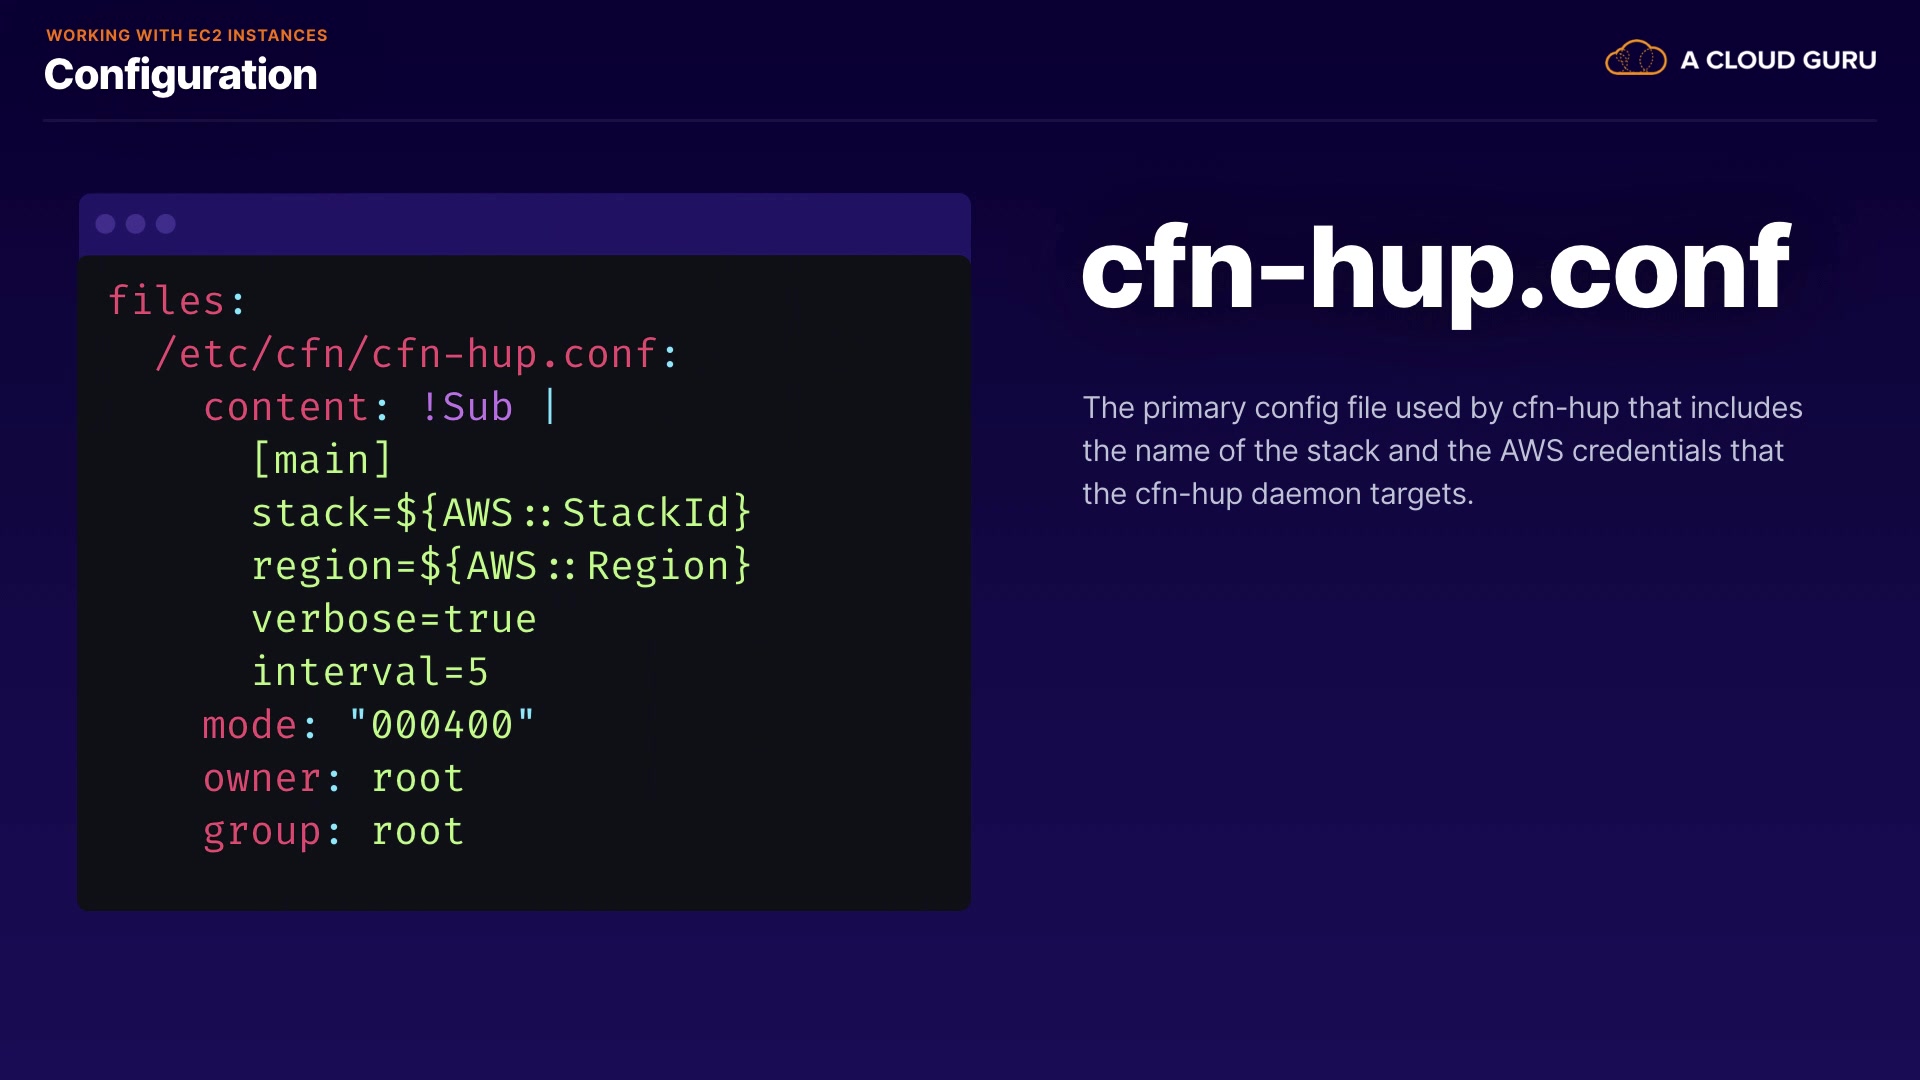 WORKING WITH EC2 INSTANCES
Configuration
A CLOUD GURU
files:
  /etc/cfn/cfn-hup.conf:
    content: !Sub |
      [main]
      stack=${AWS::StackId}
      region=${AWS::Region}
      verbose=true
      interval=5
    mode: "000400"
    owner: root
    group: root
cfn-hup.conf
The primary config file used by cfn-hup that includes
the name of the stack and the AWS credentials that
the cfn-hup daemon targets.